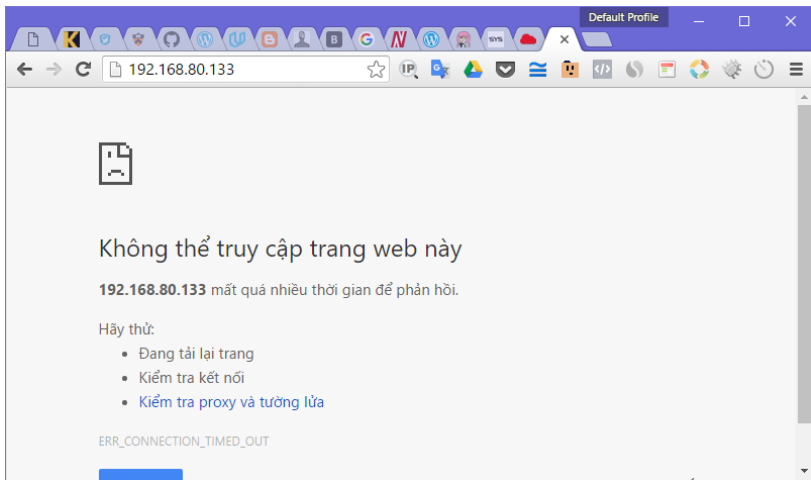 Default Profile
192.168.80.133
Không thể truy cập trang web này
192.168.80.133 mất quá nhiều thời gian để phản hồi.
Hãy thử:
Đang tải lại trang
Kiểm tra kết nối
Kiểm tra proxy và tường lửa
ERR_CONNECTION_TIMED_OUT